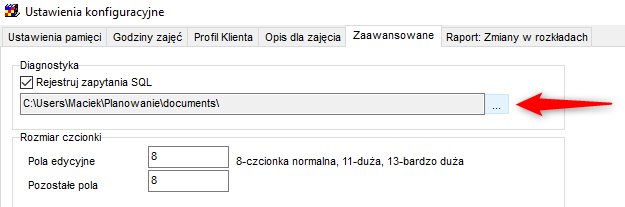 Ustawienia konfiguracyjne
Ustawienia pamięci Godziny zajęć Profil Klienta Opis dla zajęcia Zaawansowane Raport: Zmiany w rozkładach
Diagnostyka
Rejestruj zapytania SQL
C:\Users\Maciek\Planowanie\documents\ ...
Rozmiar czcionki
Pola edycyjne 8 8-czcionka normalna, 11-duża, 13-bardzo duża
Pozostałe pola 8